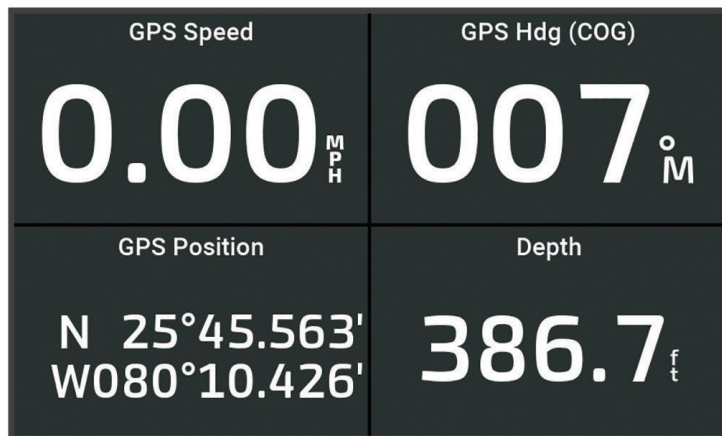 GPS Speed
0.00 MPH
GPS Hdg (COG)
007 °M
GPS Position
N 25°45.563'
W080°10.426'
Depth
386.7 ft